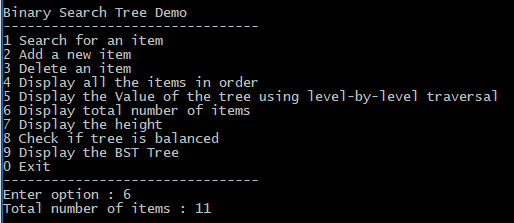 Binary Search Tree Demo
--------------------------------
1 Search for an item
2 Add a new item
3 Delete an item
4 Display all the items in order
5 Display the Value of the tree using level-by-level traversal
6 Display total number of items
7 Display the height
8 Check if tree is balanced
9 Display the BST Tree
0 Exit
--------------------------------
Enter option : 6
Total number of items : 11